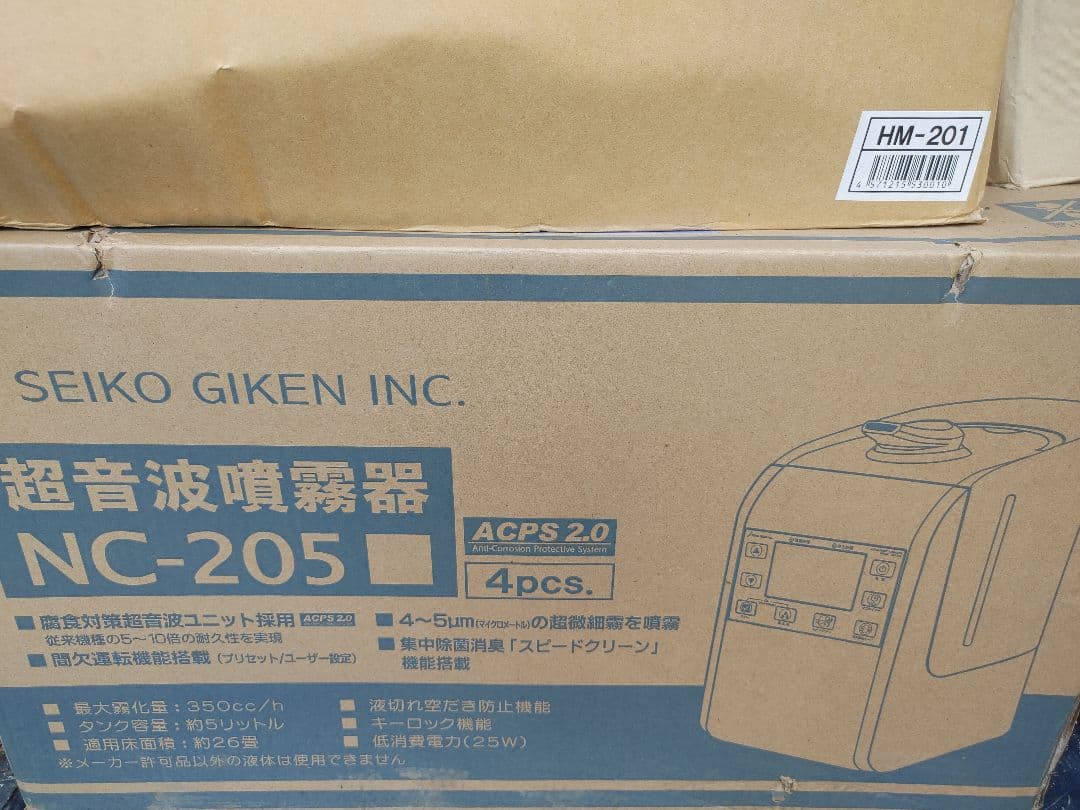 HM-201
4 571215 530010
SEIKO GIKEN INC.
超音波噴霧器
NC-205■
ACPS 2.0
Anti-Corrosion Protective System
4pcs.
■ 腐食対策超音波ユニット採用 ACPS 2.0
従来機種の5〜10倍の耐久性を実現
■ 間欠運転機能搭載 (プリセット/ユーザー設定)
■ 4〜5μm(マイクロメートル)の超微細霧を噴霧
■ 集中除菌消臭「スピードクリーン」
機能搭載
■ 最大霧化量：350cc/h
■ タンク容量：約5リットル
■ 適用床面積：約26畳
■ 液切れ空だき防止機能
■ キーロック機能
■ 低消費電力(25W)
※メーカー許可品以外の液体は使用できません